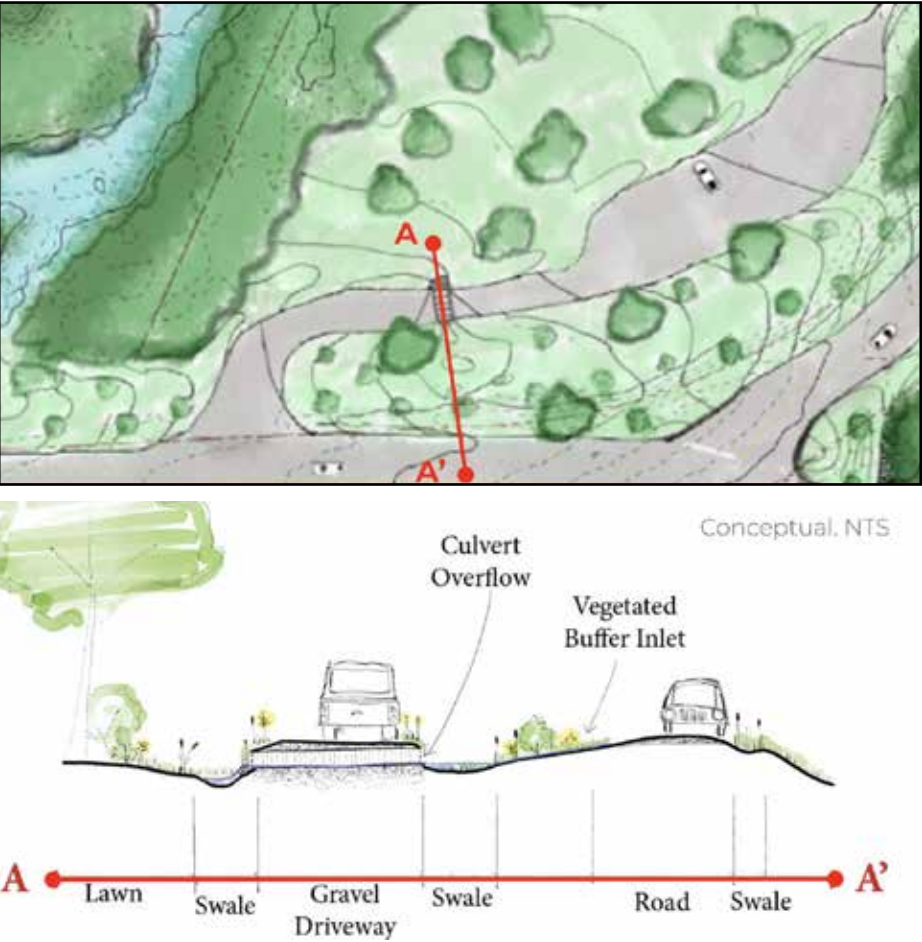 A
A'
Conceptual. NTS
Culvert
Overflow
Vegetated
Buffer Inlet
A
A'
Lawn
Swale
Gravel
Driveway
Swale
Road
Swale